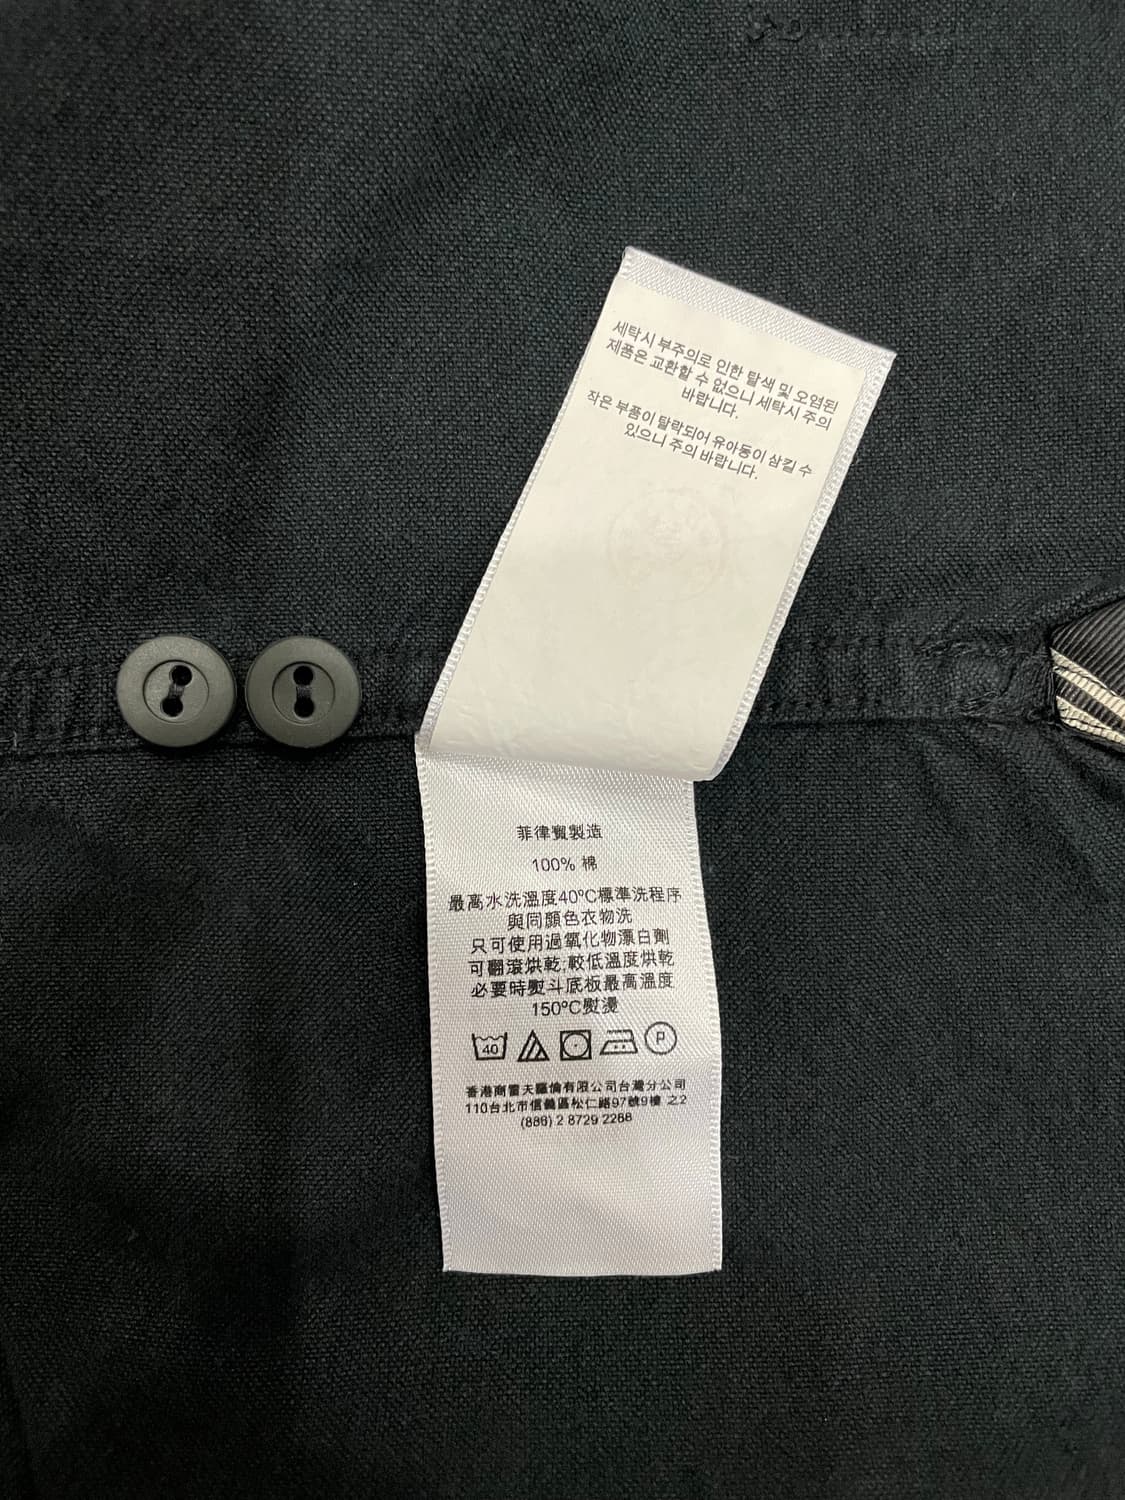 세탁시 부주의로 인한 탈색 및 오염된
제품은 교환할 수 없으니 세탁시 주의
바랍니다.
작은 부품이 탈락되어 유아동이 삼킬 수
있으니 주의 바랍니다.
菲律賓製造
100% 棉
最高水洗溫度40°C標準洗程序
與同顏色衣物洗
只可使用過氧化物漂白劑
可翻滾烘乾,較低溫度烘乾
必要時熨斗底板最高溫度
150°C熨燙
40
P
香港商雷夫羅倫有限公司台灣分公司
110台北市信義區松仁路97號9樓 之2
(886) 2 8729 2288